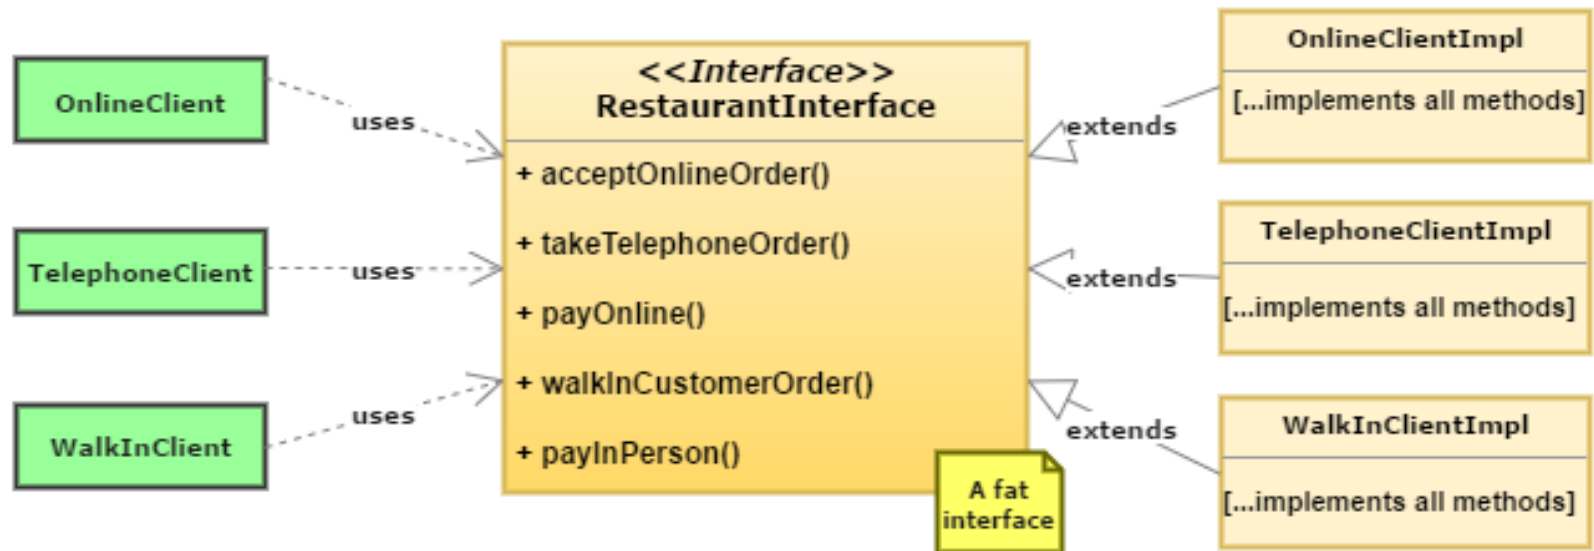 OnlineClient
TelephoneClient
WalkInClient
uses
uses
uses
<<Interface>>
RestaurantInterface
+ acceptOnlineOrder()
+ takeTelephoneOrder()
+ payOnline()
+ walkInCustomerOrder()
+ payInPerson()
A fat
interface
extends
extends
extends
OnlineClientImpl
[...implements all methods]
TelephoneClientImpl
[...implements all methods]
WalkInClientImpl
[...implements all methods]